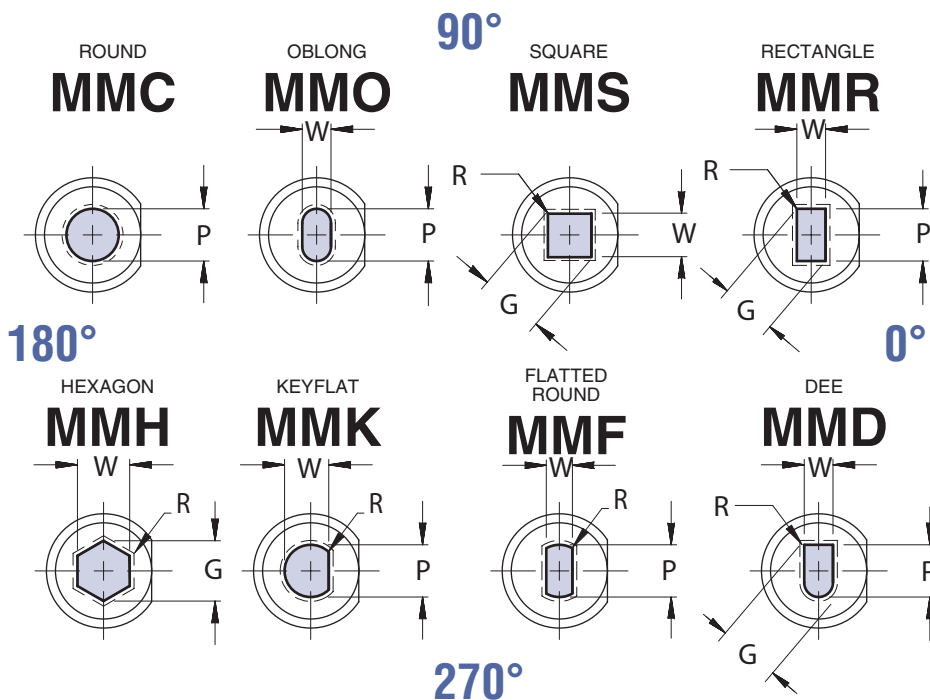 90°
ROUND
MMC
P
OBLONG
MMO
W
P
SQUARE
MMS
R
W
G
RECTANGLE
MMR
W
R
P
G
180°
0°
HEXAGON
MMH
W
R
G
KEYFLAT
MMK
W
R
P
FLATTED
ROUND
MMF
W
R
P
DEE
MMD
W
R
P
G
270°